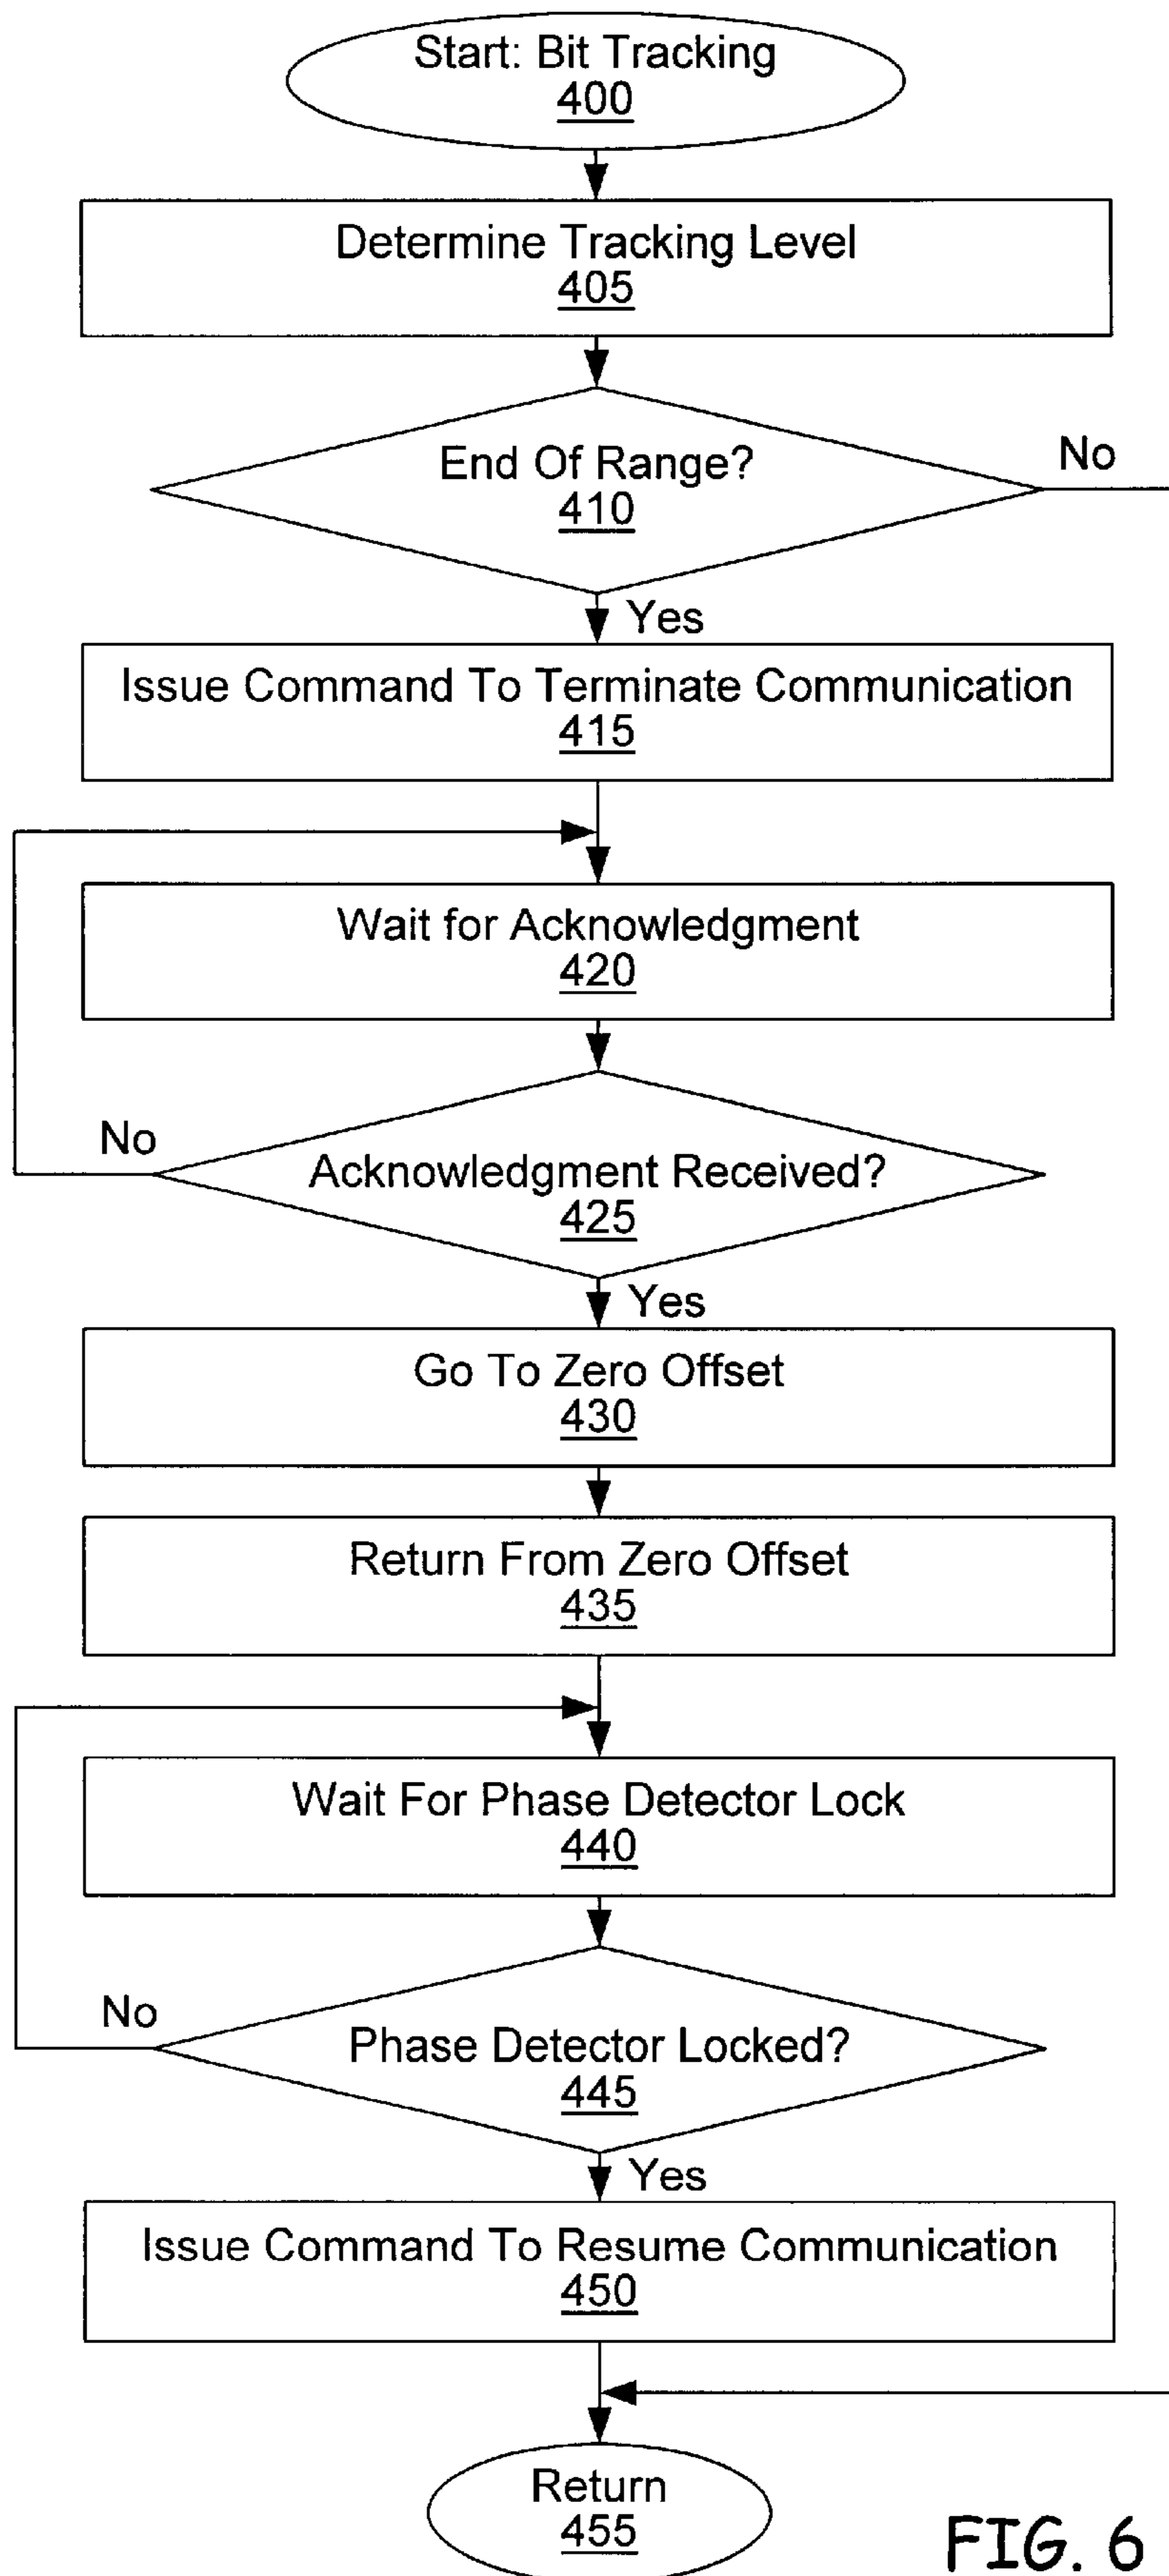 Start: Bit Tracking
400
Determine Tracking Level
405
End Of Range?
410
No
Yes
Issue Command To Terminate Communication
415
Wait for Acknowledgment
420
No
Acknowledgment Received?
425
Yes
Go To Zero Offset
430
Return From Zero Offset
435
Wait For Phase Detector Lock
440
No
Phase Detector Locked?
445
Yes
Issue Command To Resume Communication
450
Return
455
FIG. 6